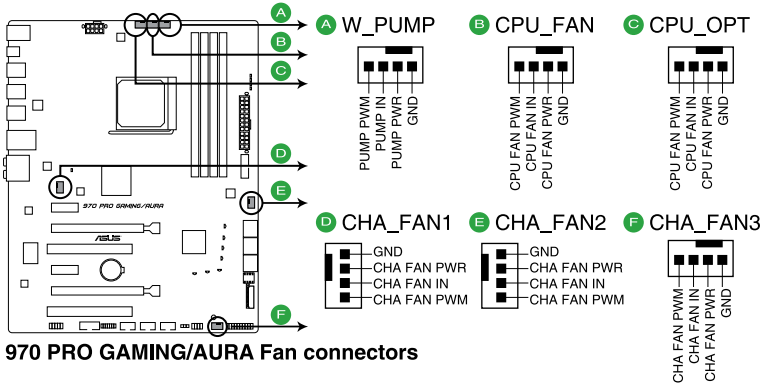 A
B
C
D
E
F
A W_PUMP
PUMP PWM
PUMP IN
PUMP PWR
GND
B CPU_FAN
CPU FAN PWM
CPU FAN IN
CPU FAN PWR
GND
C CPU_OPT
CPU FAN PWM
CPU FAN IN
CPU FAN PWR
GND
970 PRO GAMING/AURA
ASUS
D CHA_FAN1
GND
CHA FAN PWR
CHA FAN IN
CHA FAN PWM
E CHA_FAN2
GND
CHA FAN PWR
CHA FAN IN
CHA FAN PWM
F CHA_FAN3
CHA FAN PWM
CHA FAN IN
CHA FAN PWR
GND
970 PRO GAMING/AURA Fan connectors